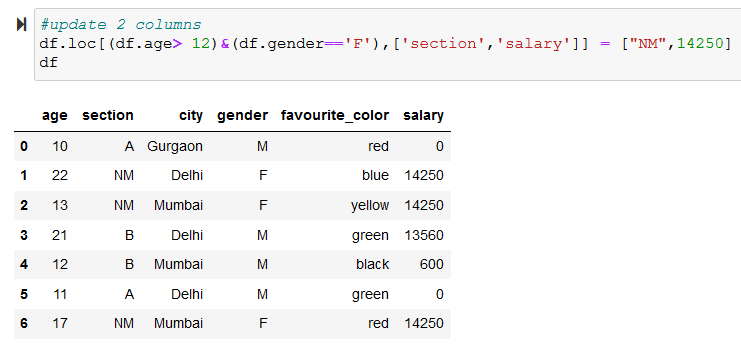 #update 2 columns
df.loc[(df.age> 12)&(df.gender=='F'),['section','salary']] = ["NM",14250]
df
age section city gender favourite_color salary
0 10 A Gurgaon M red 0
1 22 NM Delhi F blue 14250
2 13 NM Mumbai F yellow 14250
3 21 B Delhi M green 13560
4 12 B Mumbai M black 600
5 11 A Delhi M green 0
6 17 NM Mumbai F red 14250